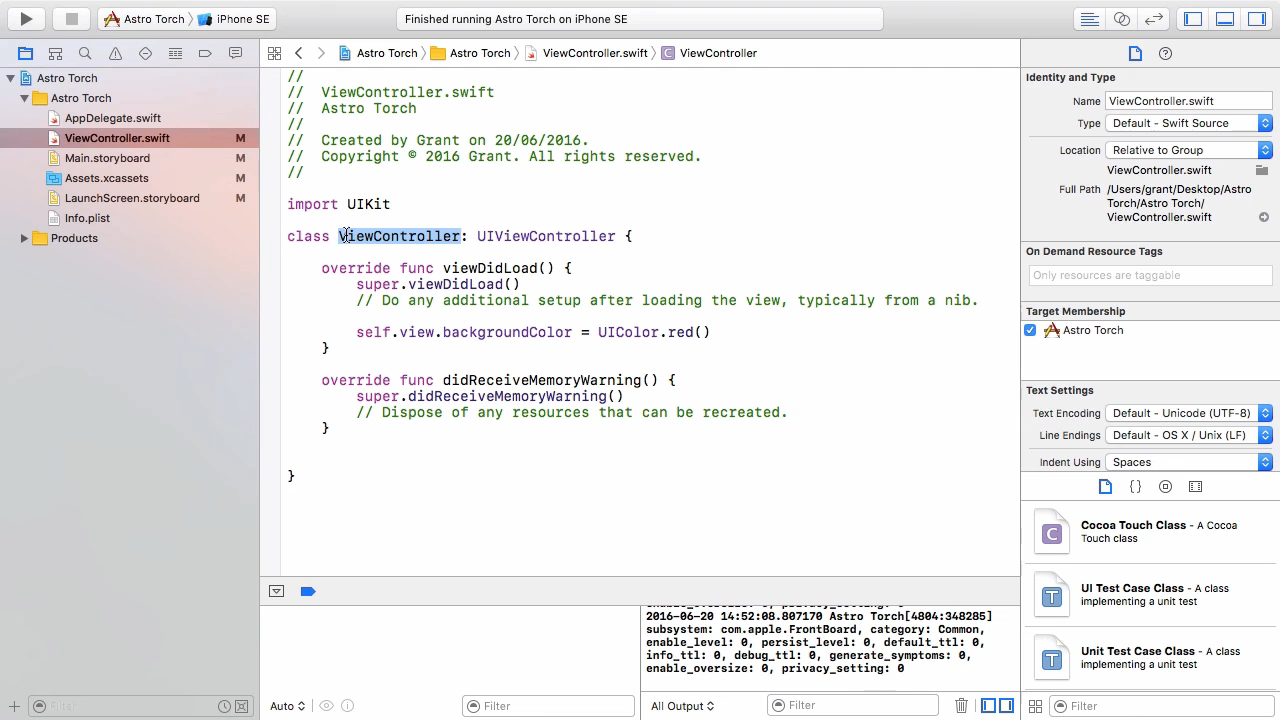 Astro Torch
iPhone SE
Finished running Astro Torch on iPhone SE
Astro Torch
Astro Torch
AppDelegate.swift
ViewController.swift M
Main.storyboard M
Assets.xcassets M
LaunchScreen.storyboard M
Info.plist
Products
Filter
Astro Torch
Astro Torch
ViewController.swift
C ViewController
//
//  ViewController.swift
//  Astro Torch
//
//  Created by Grant on 20/06/2016.
//  Copyright © 2016 Grant. All rights reserved.
//
import UIKit
class ViewController: UIViewController {
override func viewDidLoad() {
super.viewDidLoad()
// Do any additional setup after loading the view, typically from a nib.
self.view.backgroundColor = UIColor.red()
}
override func didReceiveMemoryWarning() {
super.didReceiveMemoryWarning()
// Dispose of any resources that can be recreated.
}
}
Auto
Filter
2016-06-20 14:52:08.807170 Astro Torch[4804:348285]
subsystem: com.apple.FrontBoard, category: Common,
enable_level: 0, persist_level: 0, default_ttl: 0,
info_ttl: 0, debug_ttl: 0, generate_symptoms: 0,
enable_oversize: 0, privacy_setting: 0
All Output
Filter
Identity and Type
Name ViewController.swift
Type Default - Swift Source
Location Relative to Group
ViewController.swift
Full Path /Users/grant/Desktop/Astro
Torch/Astro Torch/
ViewController.swift
On Demand Resource Tags
Only resources are taggable
Target Membership
Astro Torch
Text Settings
Text Encoding Default - Unicode (UTF-8)
Line Endings Default - OS X / Unix (LF)
Indent Using Spaces
{ }
C
Cocoa Touch Class - A Cocoa
Touch class
T
UI Test Case Class - A class
implementing a unit test
T
Unit Test Case Class - A class
implementing a unit test
Filter